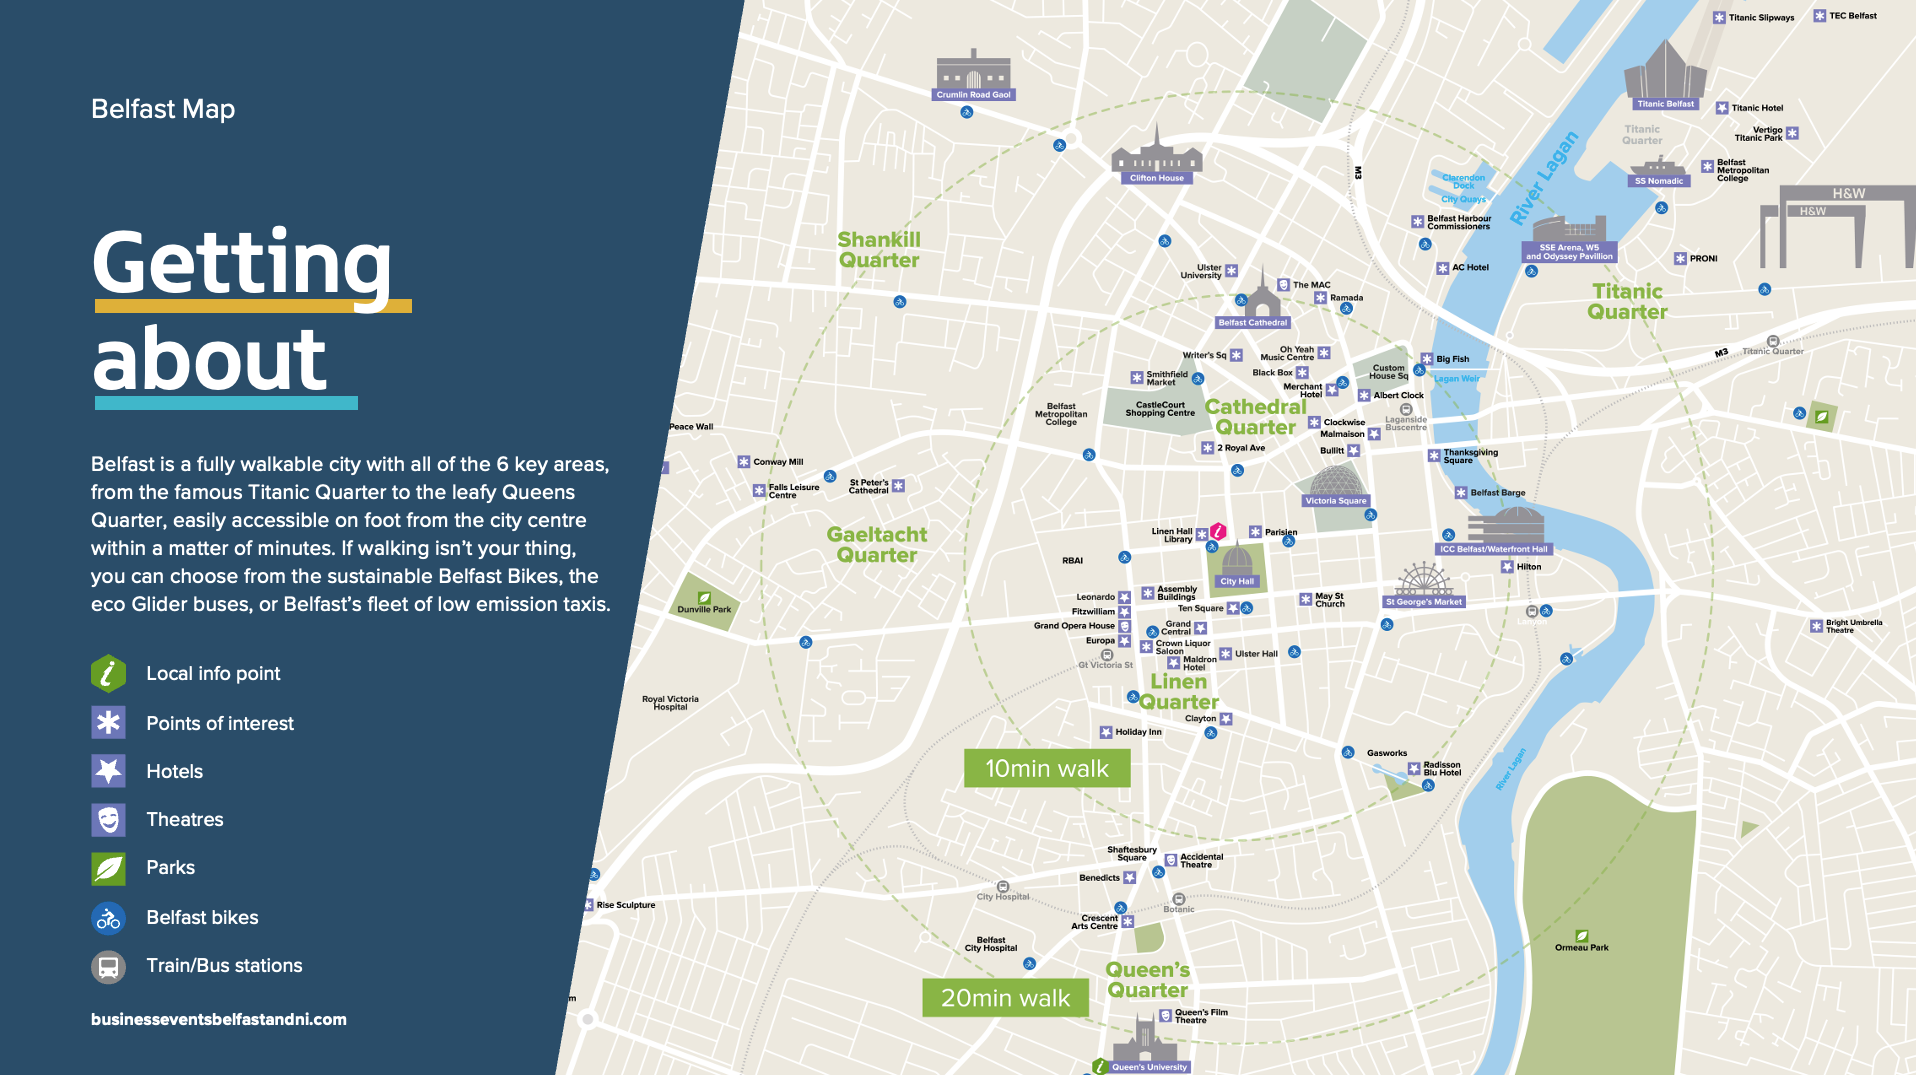 Belfast Map
Getting
about
Belfast is a fully walkable city with all of the 6 key areas,
from the famous Titanic Quarter to the leafy Queens
Quarter, easily accessible on foot from the city centre
within a matter of minutes. If walking isn’t your thing,
you can choose from the sustainable Belfast Bikes, the
eco Glider buses, or Belfast’s fleet of low emission taxis.
Local info point
Points of interest
Hotels
Theatres
Parks
Belfast bikes
Train/Bus stations
businesseventsbelfastandni.com
Titanic Slipways
TEC Belfast
Crumlin Road Gaol
Titanic Belfast
Titanic Hotel
Titanic
Quarter
Vertigo
Titanic Park
Clifton House
M3
River Lagan
SS Nomadic
Belfast
Metropolitan
College
Clarendon
Dock
City Quays
H&W
H&W
Belfast Harbour
Commissioners
Shankill
Quarter
SSE Arena, W5
and Odyssey Pavillion
PRONI
AC Hotel
Ulster
University
The MAC
Ramada
Titanic
Quarter
Belfast Cathedral
Writer's Sq
Oh Yeah
Music Centre
Big Fish
M3
Titanic Quarter
Smithfield
Market
Black Box
Custom
House Sq
Lagan Weir
Merchant
Hotel
Albert Clock
Belfast
Metropolitan
College
CastleCourt
Shopping Centre
Cathedral
Quarter
Laganside
Buscentre
Clockwise
Malmaison
Peace Wall
2 Royal Ave
Bullitt
Thanksgiving
Square
Conway Mill
Falls Leisure
Centre
St Peter's
Cathedral
Victoria Square
Belfast Barge
Gaeltacht
Quarter
Linen Hall
Library
Parisien
ICC Belfast/Waterfront Hall
RBAI
City Hall
Hilton
Dunville Park
Leonardo
Assembly
Buildings
May St
Church
St George's Market
Fitzwilliam
Ten Square
Lanyon
Grand Opera House
Grand
Central
Bright Umbrella
Theatre
Europa
Crown Liquor
Saloon
Ulster Hall
Gt Victoria St
Maldron
Hotel
Linen
Quarter
Royal Victoria
Hospital
Clayton
Holiday Inn
10min walk
Gasworks
Radisson
Blu Hotel
River Lagan
Shaftesbury
Square
Accidental
Theatre
Benedicts
City Hospital
Botanic
Rise Sculpture
Crescent
Arts Centre
Belfast
City Hospital
Ormeau Park
Queen's
Quarter
20min walk
m
Queen's Film
Theatre
Queen's University